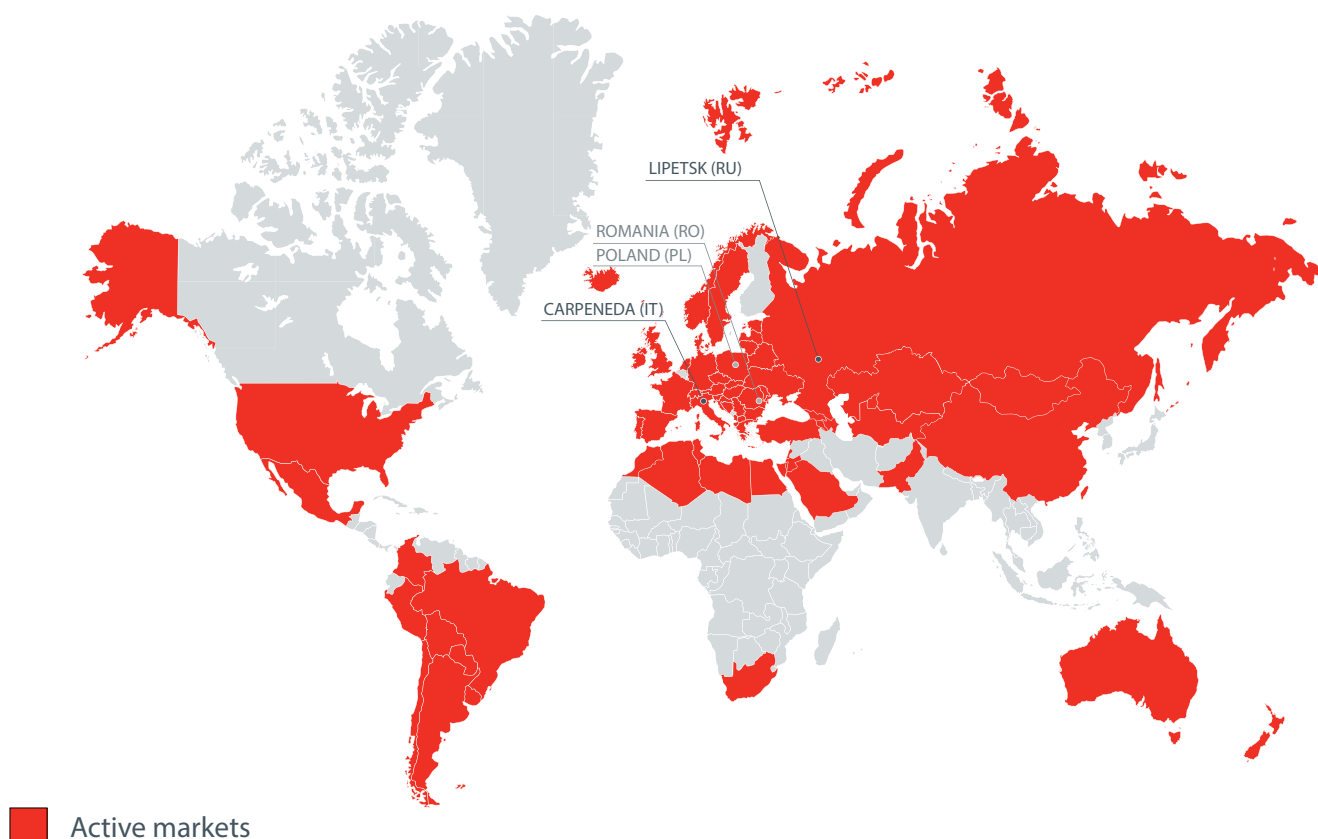 LIPETSK (RU)
ROMANIA (RO)
POLAND (PL)
CARPENEDA (IT)
Active markets